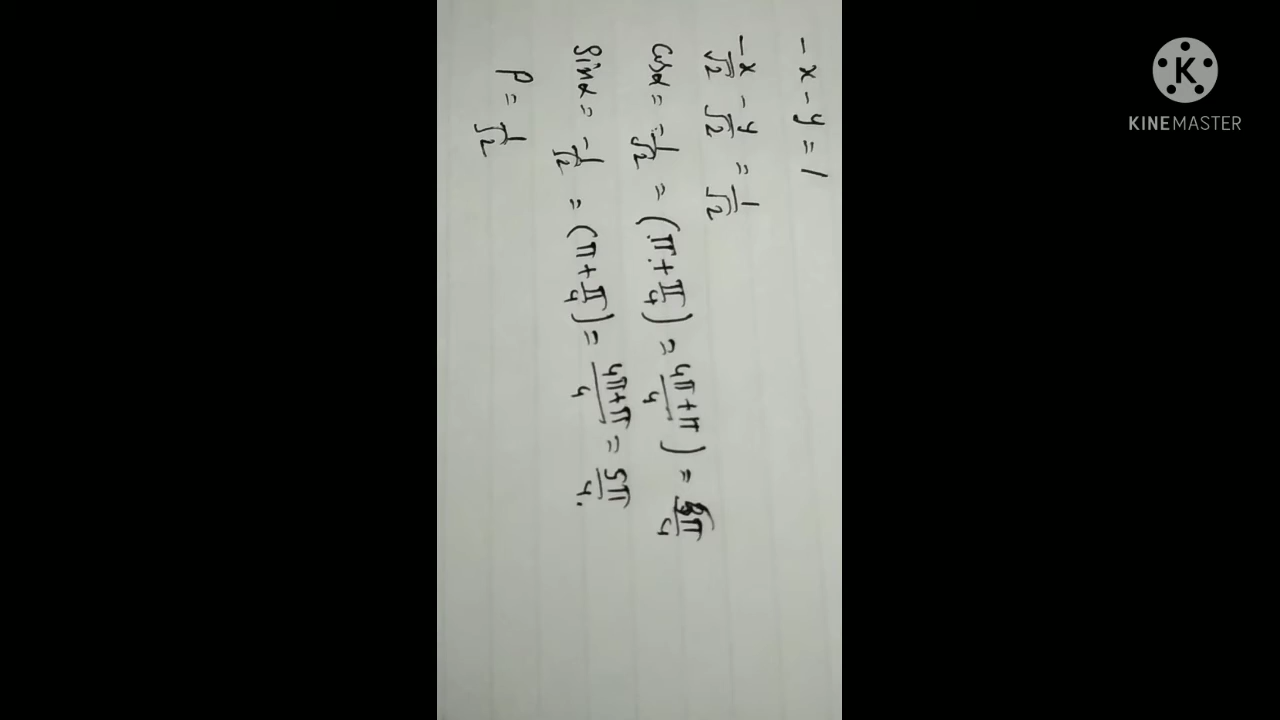 -x - y = 1
-x/√2 - y/√2 = 1/√2
Cosα = -1/√2 = (π + π/4) = 4π + π/4) = 5π/4
Sinα = -1/√2 = (π + π/4) = 4π + π/4 = 5π/4.
P = 1/√2
K
KINEMASTER